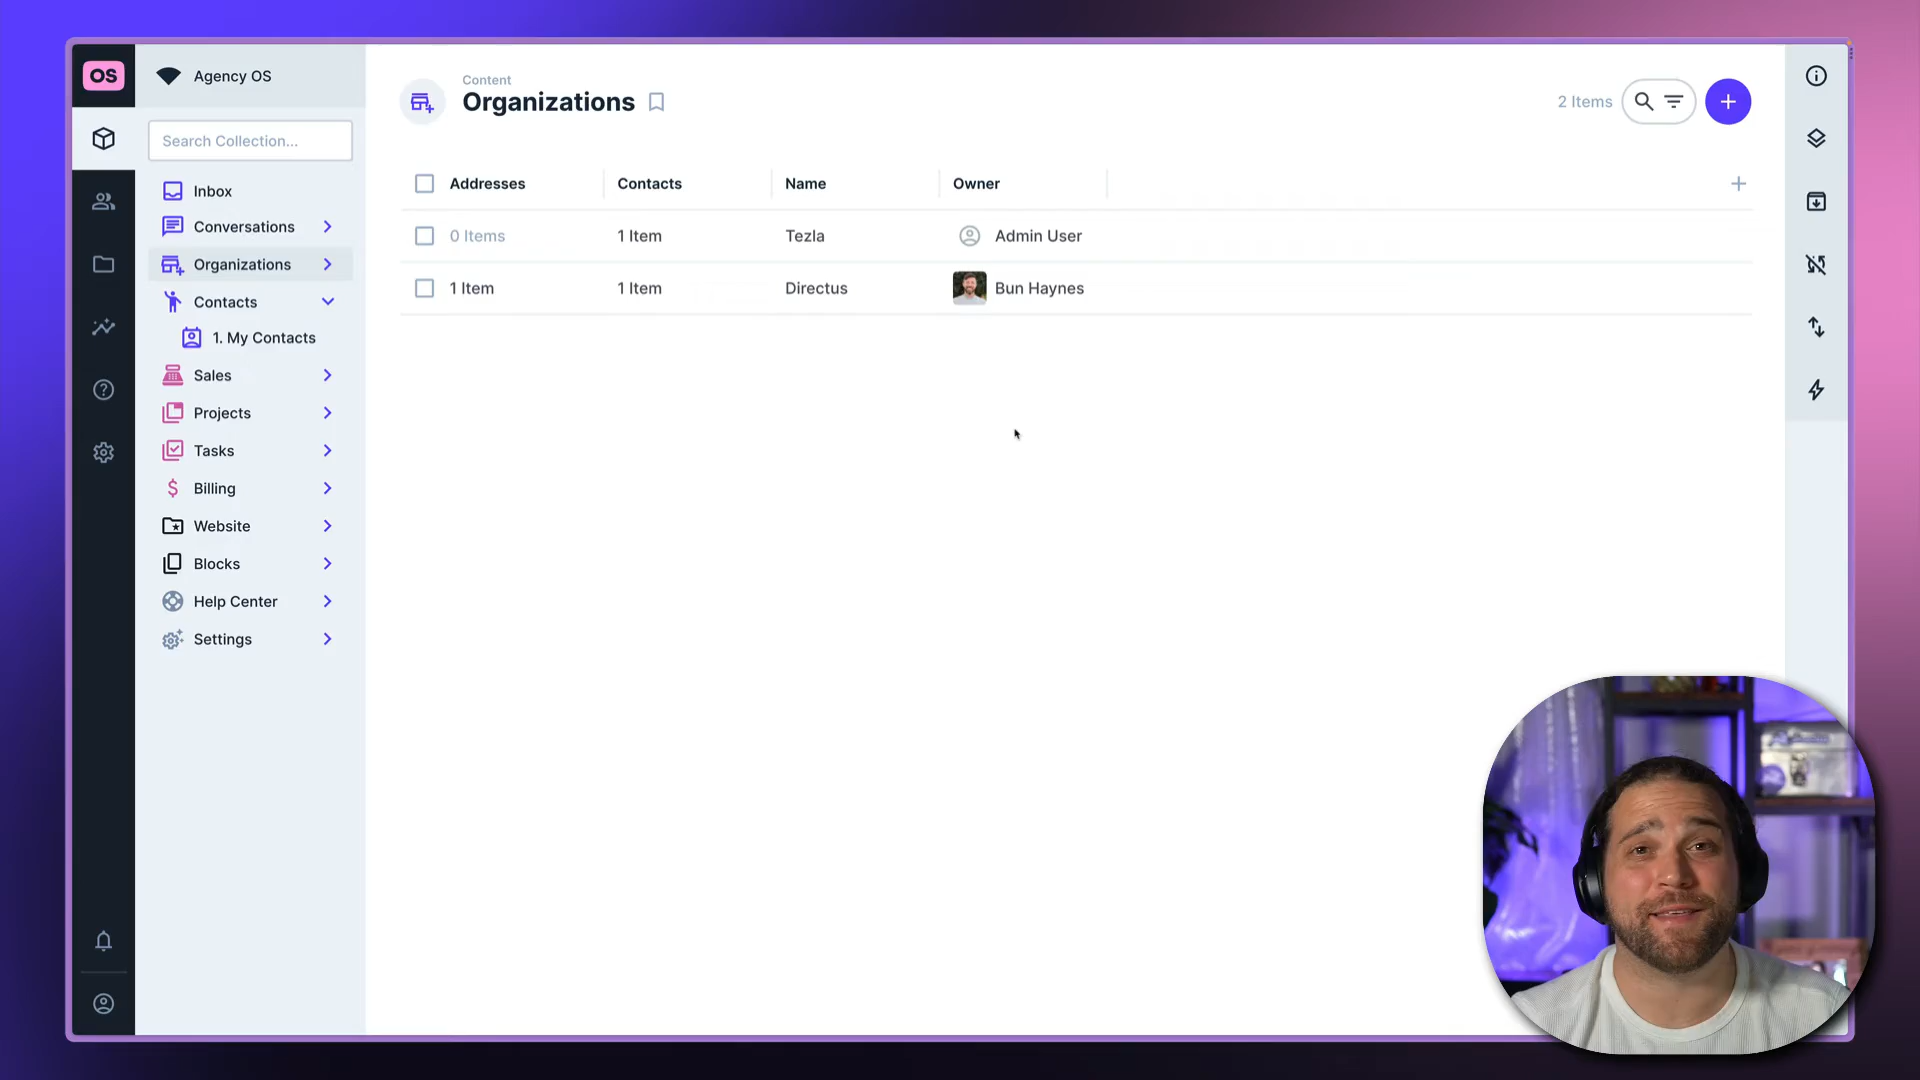 OS
Agency OS
Search Collection...
Inbox
Conversations
Organizations
Contacts
1. My Contacts
Sales
Projects
Tasks
Billing
Website
Blocks
Help Center
Settings
Content
Organizations
2 Items
Addresses
Contacts
Name
Owner
0 Items
1 Item
Tezla
Admin User
1 Item
1 Item
Directus
Bun Haynes